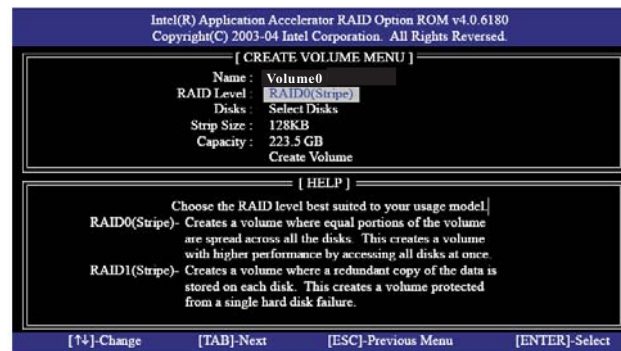 Intel(R) Application Accelerator RAID Option ROM v4.0.6180
Copyright(C) 2003-04 Intel Corporation. All Rights Reversed.
[ CREATE VOLUME MENU ]
Name : Volume0
RAID Level : RAID0(Stripe)
Disks : Select Disks
Strip Size : 128KB
Capacity : 223.5 GB
Create Volume
[ HELP ]
Choose the RAID level best suited to your usage model.
RAID0(Stripe)- Creates a volume where equal portions of the volume
are spread across all the disks. This creates a volume
with higher performance by accessing all disks at once.
RAID1(Stripe)- Creates a volume where a redundant copy of the data is
stored on each disk. This creates a volume protected
from a single hard disk failure.
[↑↓]-Change [TAB]-Next [ESC]-Previous Menu [ENTER]-Select